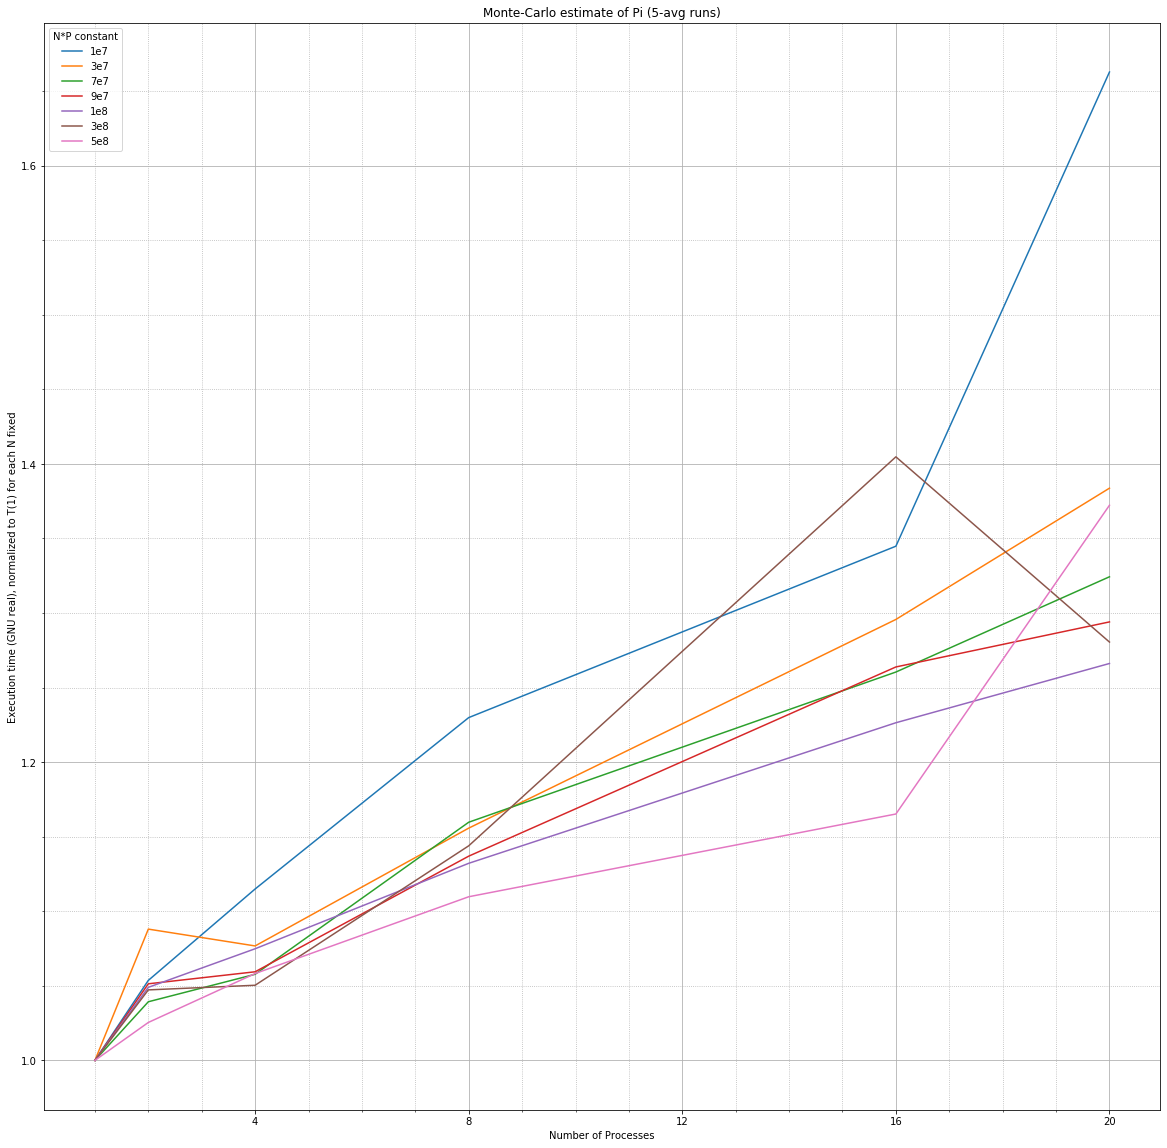 Monte-Carlo estimate of Pi (5-avg runs)
N*P constant
1e7
3e7
7e7
9e7
1e8
3e8
5e8
1.6
1.4
1.2
1.0
Execution time (GNU real), normalized to T(1) for each N fixed
4 8 12 16 20
Number of Processes